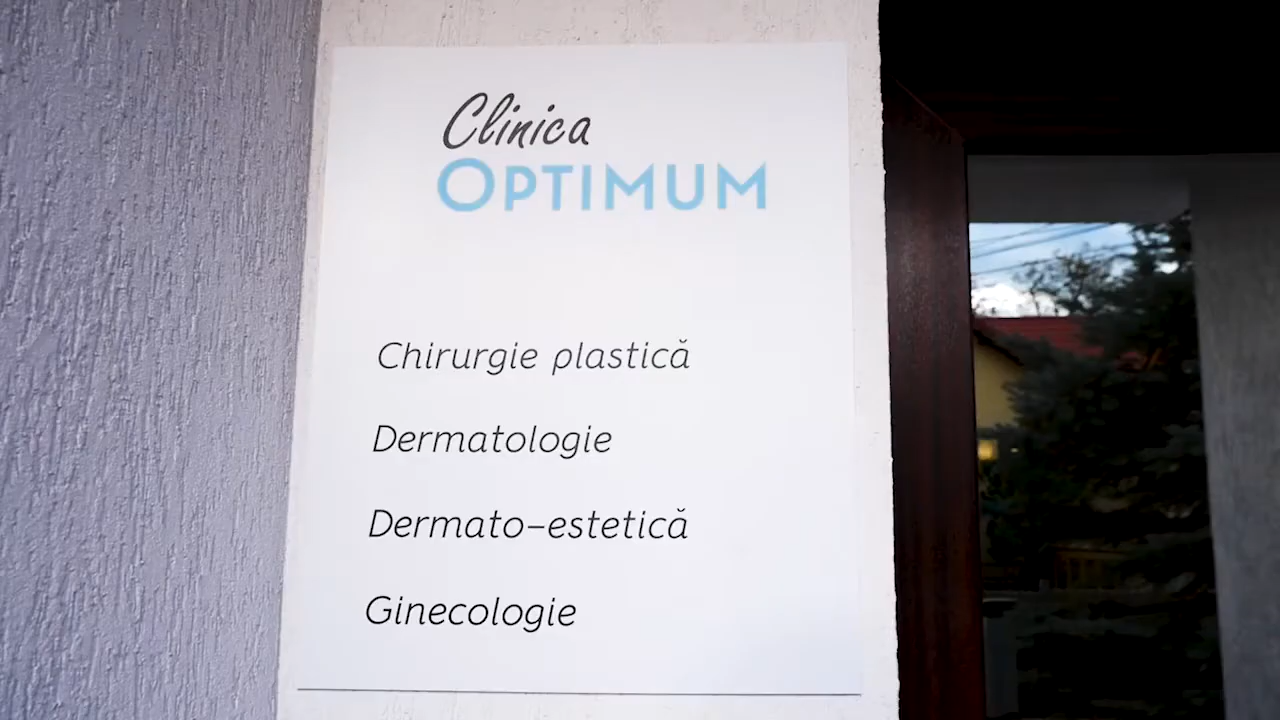 Clinica
OPTIMUM
Chirurgie plastică
Dermatologie
Dermato-estetică
Ginecologie